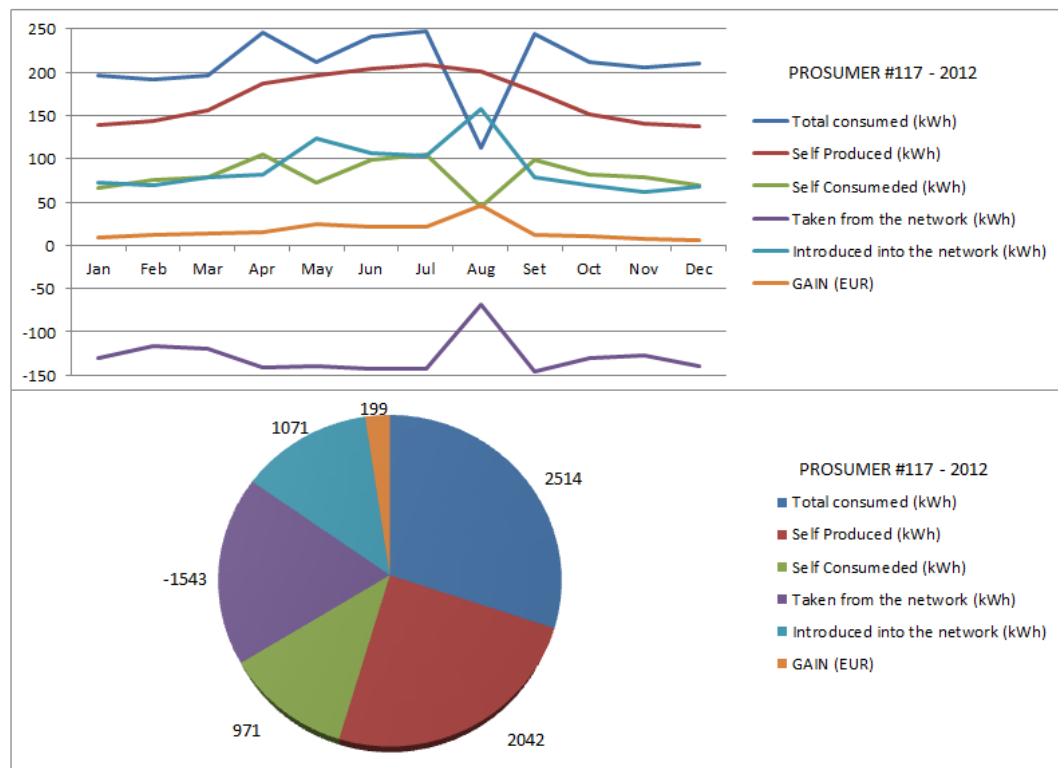 250
200
150
100
50
0
-50
-100
-150
Jan Feb Mar Apr May Jun Jul Aug Set Oct Nov Dec
PROSUMER #117 - 2012
Total consumed (kWh)
Self Produced (kWh)
Self Consumeded (kWh)
Taken from the network (kWh)
Introduced into the network (kWh)
GAIN (EUR)
199
1071
2514
-1543
971
2042
PROSUMER #117 - 2012
Total consumed (kWh)
Self Produced (kWh)
Self Consumeded (kWh)
Taken from the network (kWh)
Introduced into the network (kWh)
GAIN (EUR)